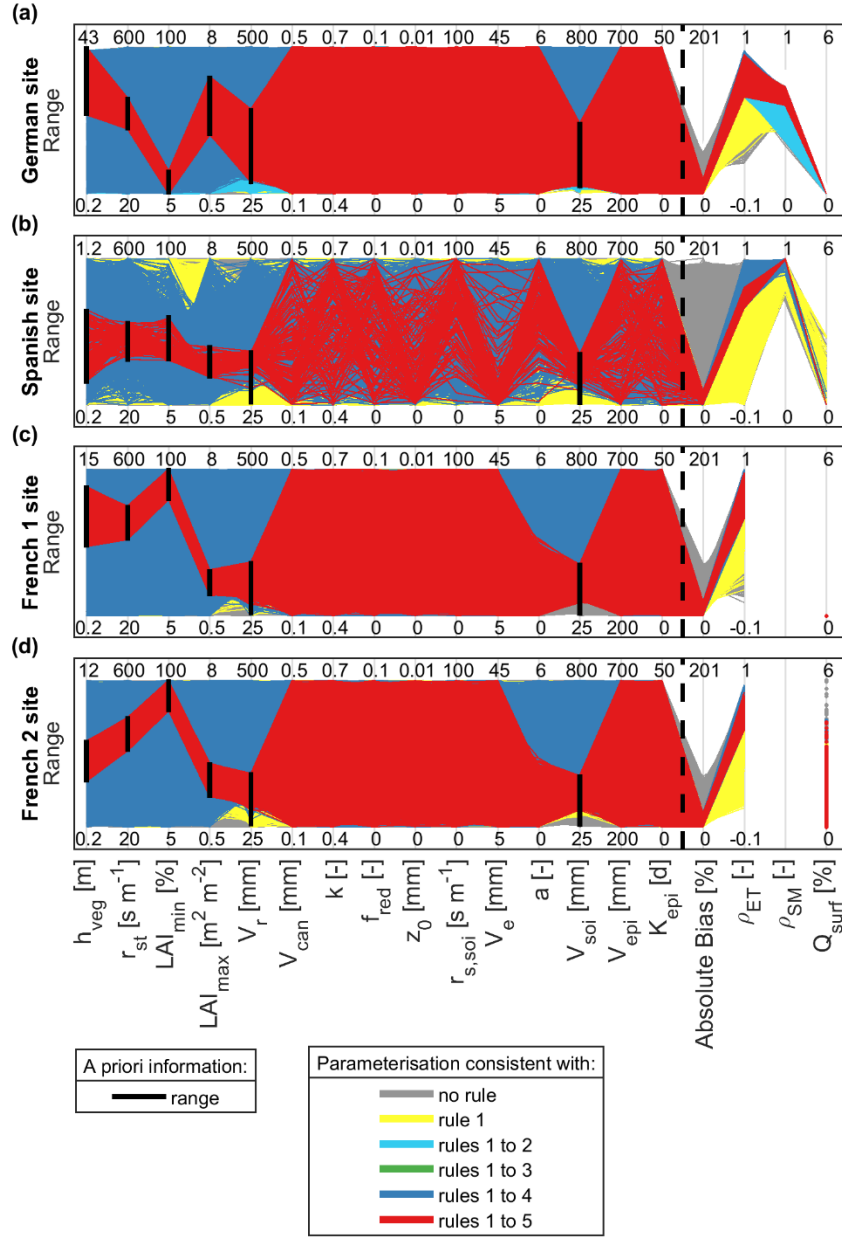 (a)
43 600 100 8 500 0.5 0.7 0.1 0.01 100 45 6 800 700 50 201 1 1 6
German site
Range
0.2 20 5 0.5 25 0.1 0.4 0 0 0 0 0 25 0 0 0 -0.1 0 0
(b)
1.2 600 100 8 500 0.5 0.7 0.1 0.01 100 45 6 800 700 50 201 1 1 6
Spanish site
Range
0.2 20 5 0.5 25 0.1 0.4 0 0 0 0 0 25 200 0 0 -0.1 0 0
(c)
15 600 100 8 500 0.5 0.7 0.1 0.01 100 45 6 800 700 50 201 1 6
French 1 site
Range
0.2 20 5 0.5 25 0.1 0.4 0 0 0 0 0 25 200 0 0 -0.1 0
(d)
12 600 100 8 500 0.5 0.7 0.1 0.01 100 45 6 800 700 50 201 1 6
French 2 site
Range
0.2 20 5 0.5 25 0.1 0.4 0 0 0 5 0 25 200 0 0 -0.1 0
h_veg [m]
r_st [s m⁻¹]
LAI_min [%]
LAI_max [m² m⁻²]
V_r [mm]
V_can [mm]
k [-]
f_red [-]
z_0 [mm]
r_s,soi [s m⁻¹]
V_e [mm]
a [-]
V_soi [mm]
V_epi [mm]
K_epi [d]
Absolute Bias [%]
ρ_ET [-]
ρ_SM [-]
Q_surf [%]
A priori information:
range
Parameterisation consistent with:
no rule
rule 1
rules 1 to 2
rules 1 to 3
rules 1 to 4
rules 1 to 5